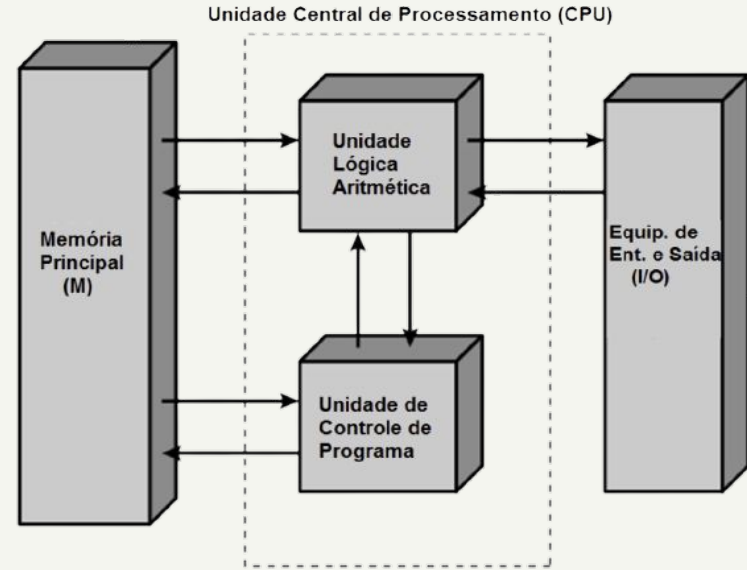 Unidade Central de Processamento (CPU)
Memória
Principal
(M)
Unidade
Lógica
Aritmética
Equip. de
Ent. e Saída
(I/O)
Unidade de
Controle de
Programa